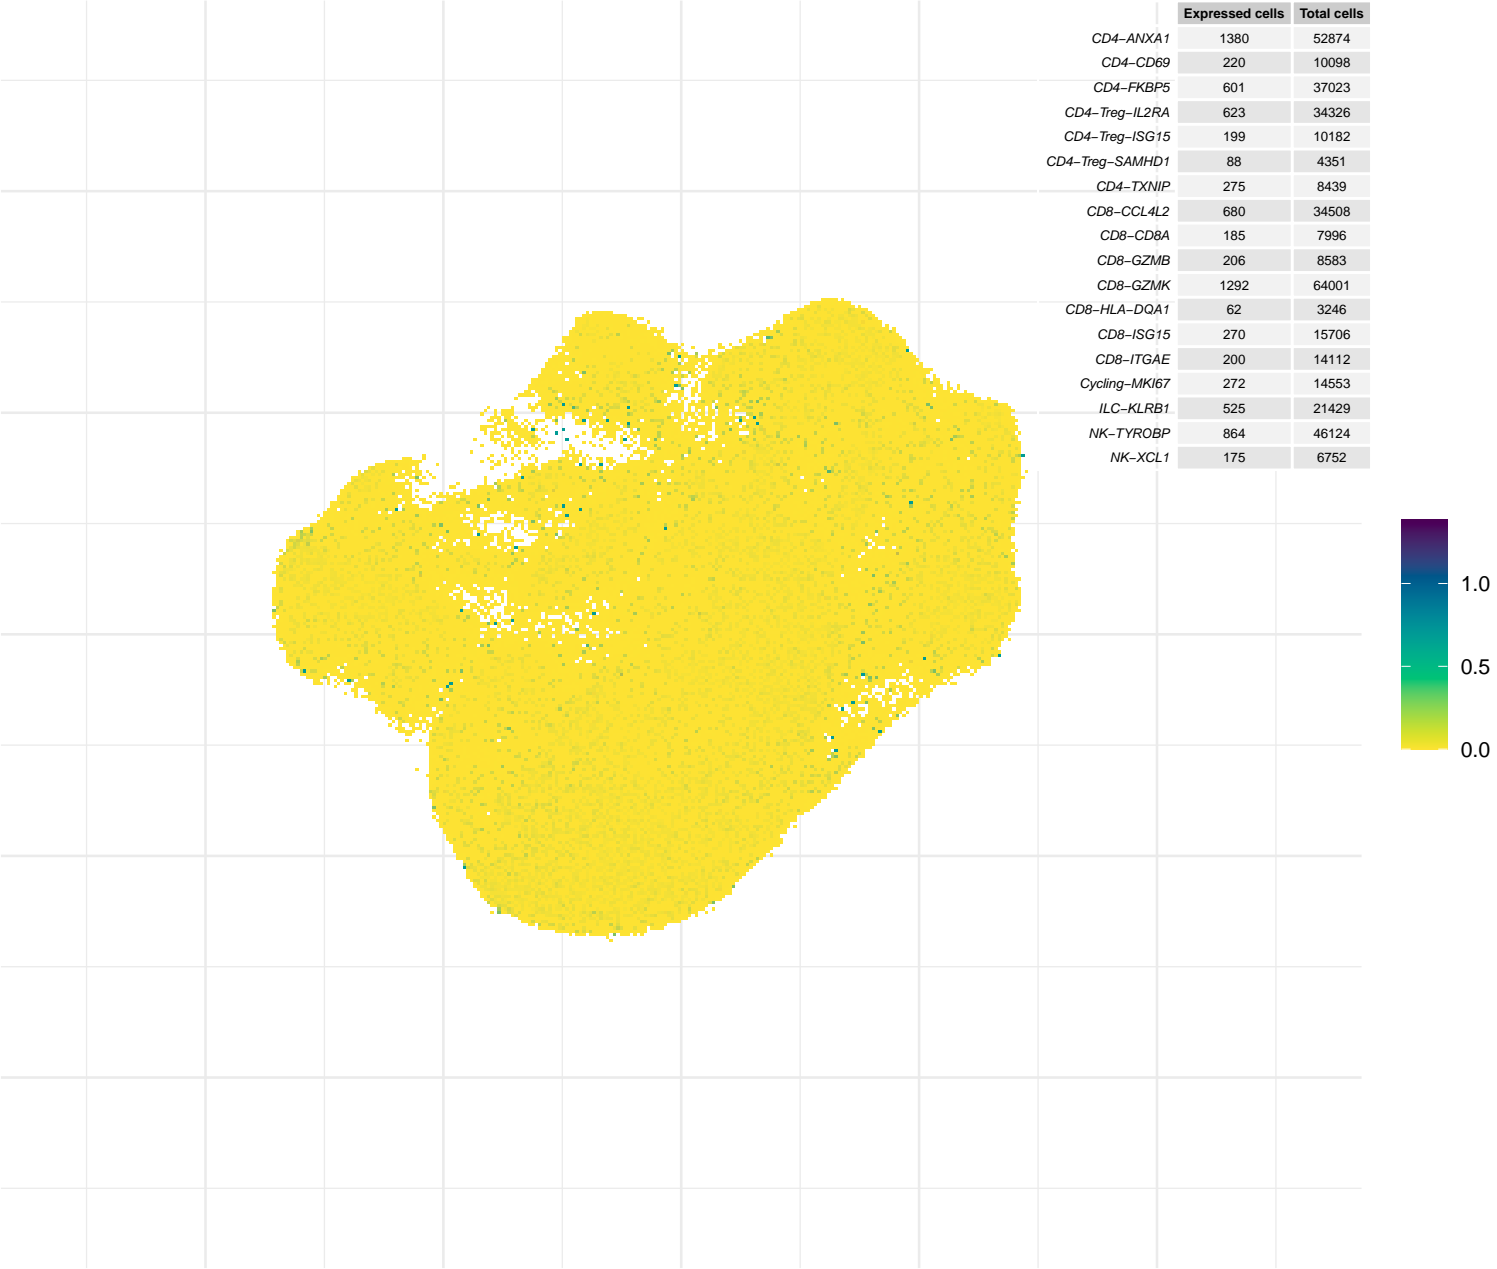 Expressed cells Total cells
CD4−ANXA1 1380 52874
CD4−CD69 220 10098
CD4−FKBP5 601 37023
CD4−Treg−IL2RA 623 34326
CD4−Treg−ISG15 199 10182
CD4−Treg−SAMHD1 88 4351
CD4−TXNIP 275 8439
CD8−CCL4L2 680 34508
CD8−CD8A 185 7996
CD8−GZMB 206 8583
CD8−GZMK 1292 64001
CD8−HLA−DQA1 62 3246
CD8−ISG15 270 15706
CD8−ITGAE 200 14112
Cycling−MKI67 272 14553
ILC−KLRB1 525 21429
NK−TYROBP 864 46124
NK−XCL1 175 6752
1.0
0.5
0.0